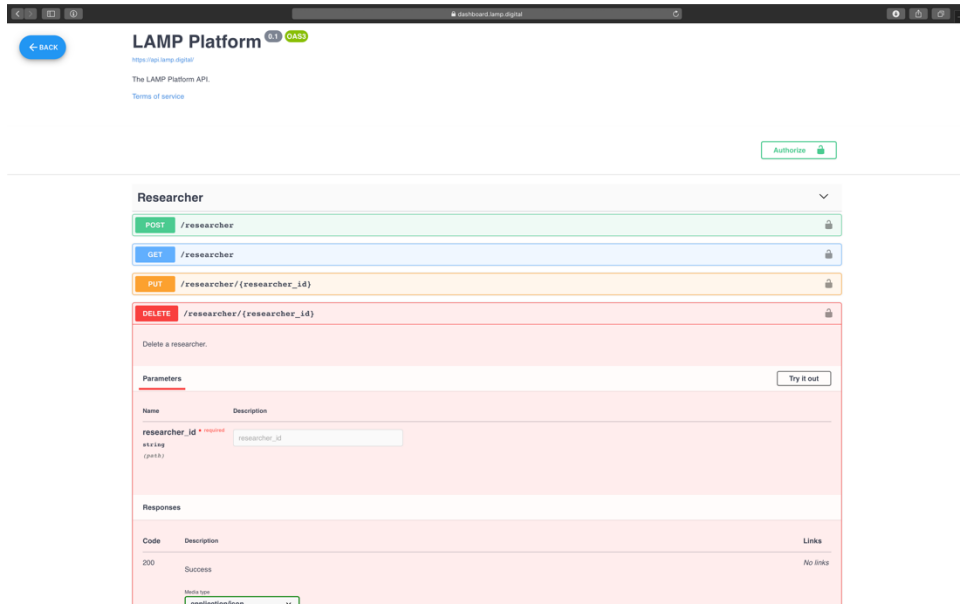 dashboard.lamp.digital
← BACK
LAMP Platform 0.1 OAS3
https://api.lamp.digital/
The LAMP Platform API.
Terms of service
Authorize
Researcher
POST /researcher
GET /researcher
PUT /researcher/{researcher_id}
DELETE /researcher/{researcher_id}
Delete a researcher.
Parameters
Try it out
Name Description
researcher_id * required
researcher_id
string
(path)
Responses
Code Description Links
200 Success No links
Media type
application/json